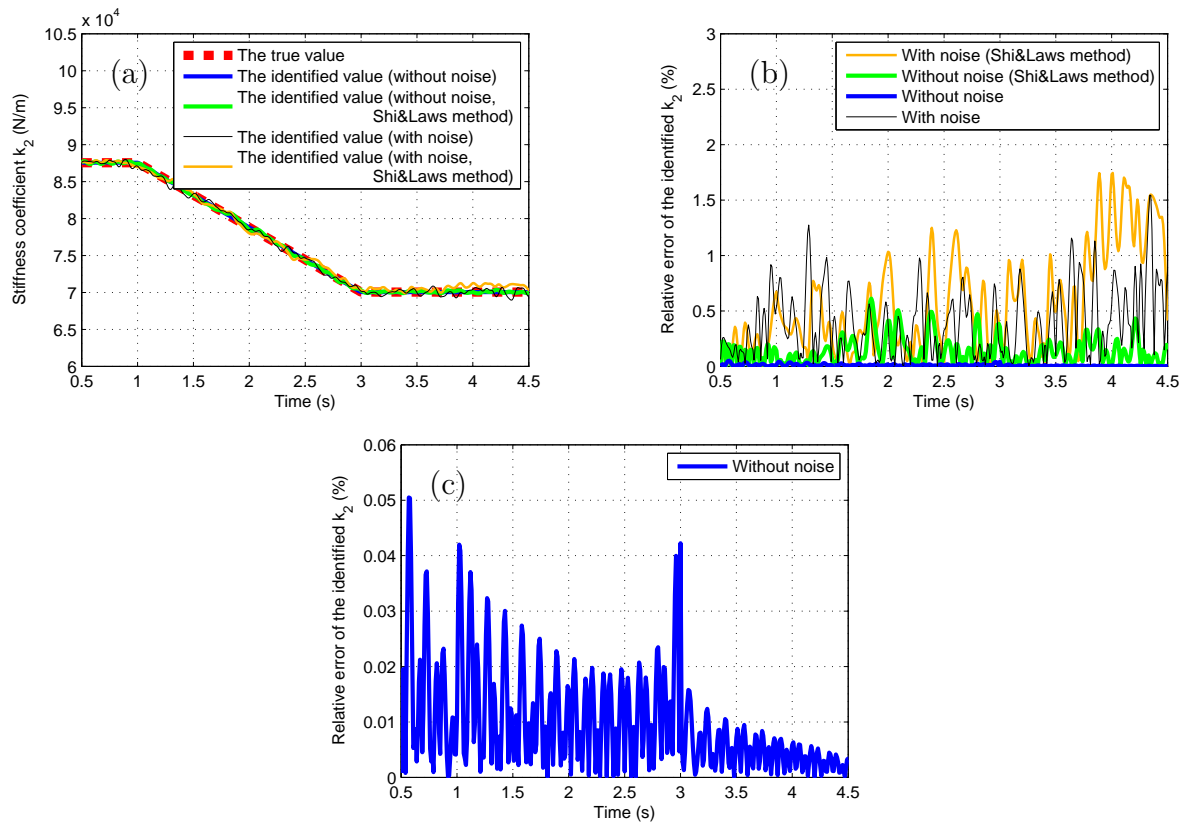 x 10⁴
10.5
10
9.5
9
8.5
8
7.5
7
6.5
6
0.5 1 1.5 2 2.5 3 3.5 4 4.5
Time (s)
Stiffness coefficient k₂ (N/m)
(a)
The true value
The identified value (without noise)
The identified value (without noise,
Shi&Laws method)
The identified value (with noise)
The identified value (with noise,
Shi&Laws method)
3
2.5
2
1.5
1
0.5
0
0.5 1 1.5 2 2.5 3 3.5 4 4.5
Time (s)
Relative error of the identified k₂ (%)
(b)
With noise (Shi&Laws method)
Without noise (Shi&Laws method)
Without noise
With noise
0.06
0.05
0.04
0.03
0.02
0.01
0
0.5 1 1.5 2 2.5 3 3.5 4 4.5
Time (s)
Relative error of the identified k₂ (%)
(c)
Without noise